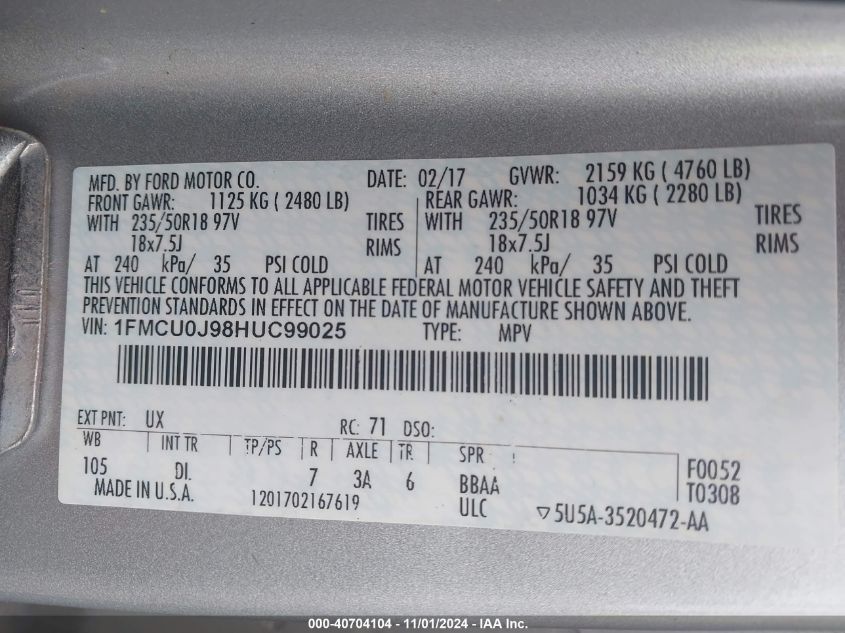 MFD. BY FORD MOTOR CO. DATE: 02/17 GVWR: 2159 KG ( 4760 LB)
FRONT GAWR: 1125 KG ( 2480 LB) REAR GAWR: 1034 KG ( 2280 LB)
WITH 235/50R18 97V TIRES WITH 235/50R18 97V TIRES
18x7.5J RIMS 18x7.5J RIMS
AT 240 kPa/ 35 PSI COLD AT 240 kPa/ 35 PSI COLD
THIS VEHICLE CONFORMS TO ALL APPLICABLE FEDERAL MOTOR VEHICLE SAFETY AND THEFT
PREVENTION STANDARDS IN EFFECT ON THE DATE OF MANUFACTURE SHOWN ABOVE.
VIN: 1FMCU0J98HUC99025 TYPE: MPV
EXT PNT: UX RC: 71 DSO:
WB INT TR TP/PS R AXLE TR SPR
105 DI. 7 3A 6 BBAA F0052
MADE IN U.S.A. 1201702167619 ULC T0308
5U5A-3520472-AA
000-40704104 - 11/01/2024 - IAA Inc.